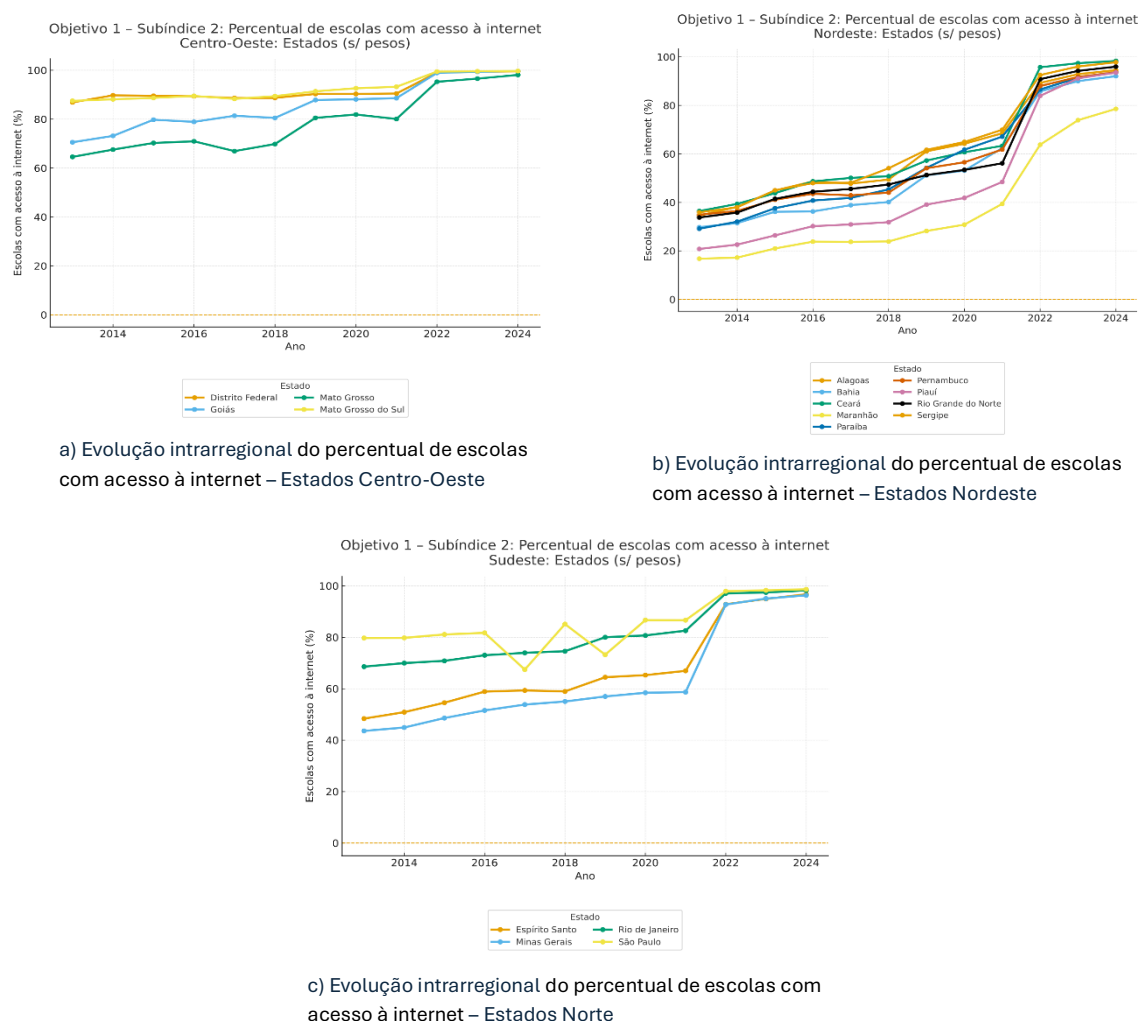 Objetivo 1 – Subíndice 2: Percentual de escolas com acesso à internet
Centro-Oeste: Estados (s/ pesos)
100
80
60
40
20
0
Escolas com acesso à internet (%)
2014 2016 2018 2020 2022 2024
Ano
Estado
Distrito Federal Mato Grosso
Goiás Mato Grosso do Sul
a) Evolução intrarregional do percentual de escolas
com acesso à internet – Estados Centro-Oeste
Objetivo 1 – Subíndice 2: Percentual de escolas com acesso à internet
Nordeste: Estados (s/ pesos)
100
80
60
40
20
0
Escolas com acesso à internet (%)
2014 2016 2018 2020 2022 2024
Ano
Estado
Alagoas Pernambuco
Bahia Piauí
Ceará Rio Grande do Norte
Maranhão Sergipe
Paraíba
b) Evolução intrarregional do percentual de escolas
com acesso à internet – Estados Nordeste
Objetivo 1 – Subíndice 2: Percentual de escolas com acesso à internet
Sudeste: Estados (s/ pesos)
100
80
60
40
20
0
Escolas com acesso à internet (%)
2014 2016 2018 2020 2022 2024
Ano
Estado
Espírito Santo Rio de Janeiro
Minas Gerais São Paulo
c) Evolução intrarregional do percentual de escolas com
acesso à internet – Estados Norte